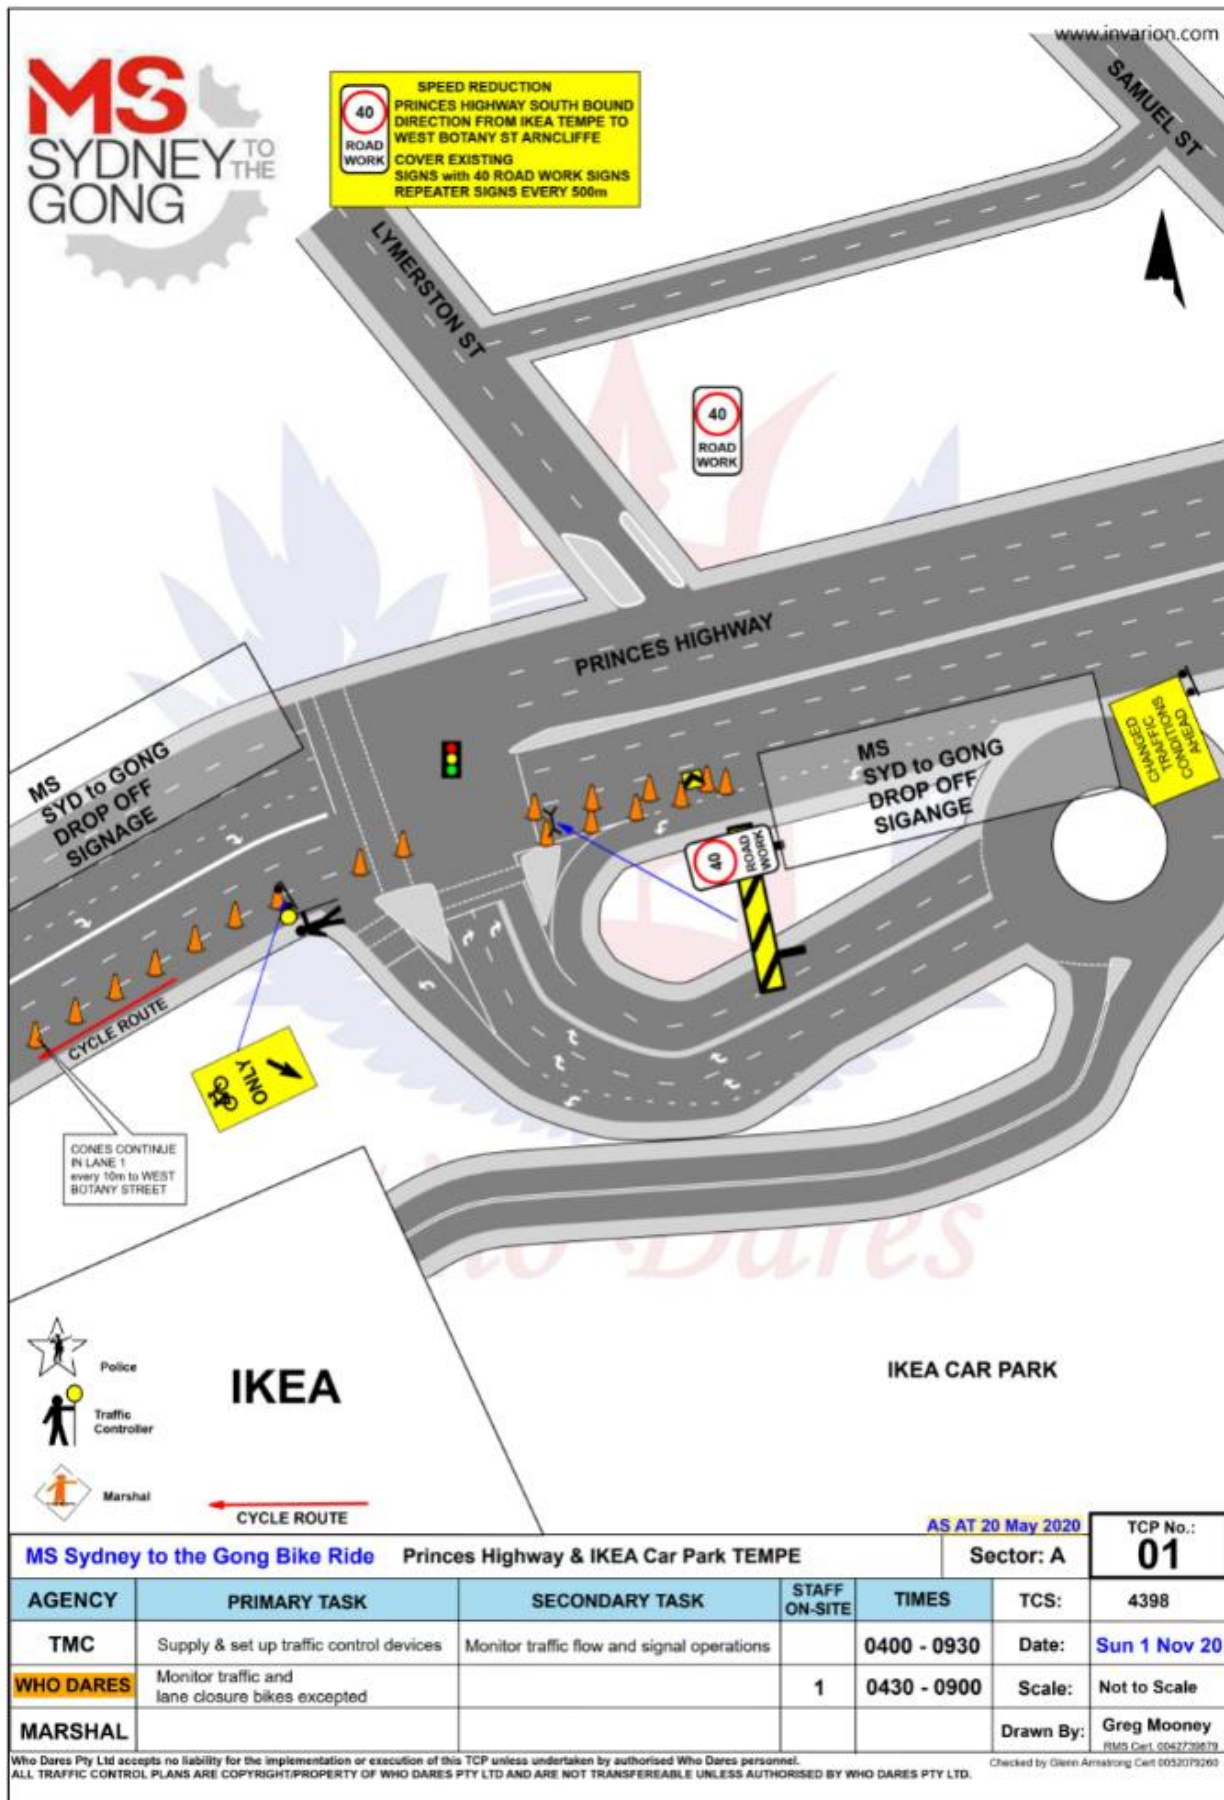 www.invarion.com
MS
SYDNEY TO
THE
GONG
SPEED REDUCTION
40
ROAD
WORK
PRINCES HIGHWAY SOUTH BOUND
DIRECTION FROM IKEA TEMPE TO
WEST BOTANY ST ARNCLIFFE
COVER EXISTING
SIGNS with 40 ROAD WORK SIGNS
REPEATER SIGNS EVERY 500m
SAMUEL ST
LYMERSTON ST
40
ROAD
WORK
PRINCES HIGHWAY
MS
SYD to GONG
DROP OFF
SIGNAGE
MS
SYD to GONG
DROP OFF
SIGANGE
CHANGED
TRAFFIC
CONDITIONS
AHEAD
40
ROAD
WORK
CYCLE ROUTE
ONLY
CONES CONTINUE
IN LANE 1
every 10m to WEST
BOTANY STREET
Dares
Police
Traffic
Controller
Marshal
IKEA
CYCLE ROUTE
IKEA CAR PARK
AS AT 20 May 2020
TCP No.:
01
MS Sydney to the Gong Bike Ride Princes Highway & IKEA Car Park TEMPE Sector: A
AGENCY PRIMARY TASK SECONDARY TASK STAFF ON-SITE TIMES TCS: 4398
TMC Supply & set up traffic control devices Monitor traffic flow and signal operations 0400 - 0930 Date: Sun 1 Nov 20
WHO DARES Monitor traffic and
lane closure bikes excepted 1 0430 - 0900 Scale: Not to Scale
MARSHAL Drawn By: Greg Mooney
RMS Cert. 0042739879
Who Dares Pty Ltd accepts no liability for the implementation or execution of this TCP unless undertaken by authorised Who Dares personnel.
Checked by Glenn Armstrong Cert 0052079260
ALL TRAFFIC CONTROL PLANS ARE COPYRIGHT/PROPERTY OF WHO DARES PTY LTD AND ARE NOT TRANSFEREABLE UNLESS AUTHORISED BY WHO DARES PTY LTD.